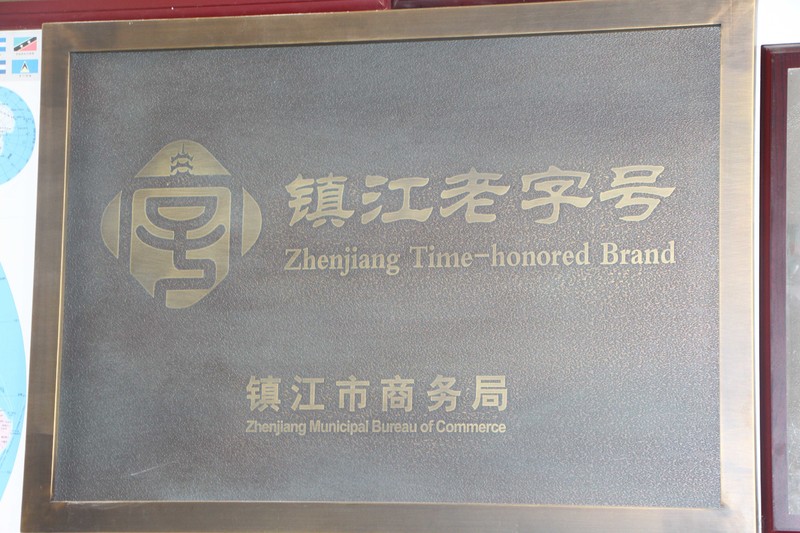 镇江老字号
Zhenjiang Time-honored Brand
镇江市商务局
Zhenjiang Municipal Bureau of Commerce